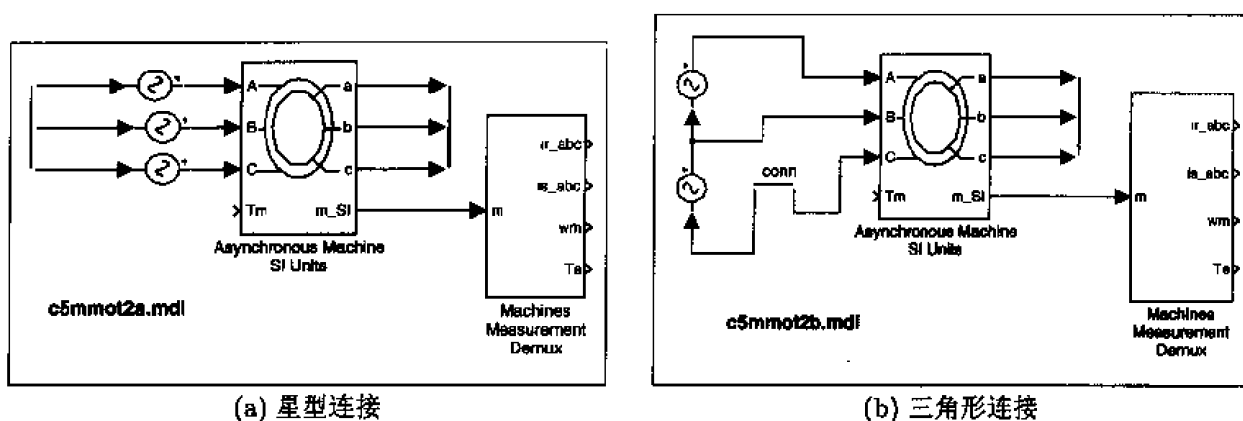 A
B
C
Tm
a
b
c
m_SI
Asynchronous Machine
SI Units
m
ir_abc
is_abc
wm
Te
Machines
Measurement
Demux
c5mmot2a.mdl
(a) 星型连接
A
B
C
Tm
a
b
c
m_SI
conn
Asynchronous Machine
SI Units
m
ir_abc
is_abc
wm
Te
Machines
Measurement
Demux
c5mmot2b.mdl
(b) 三角形连接